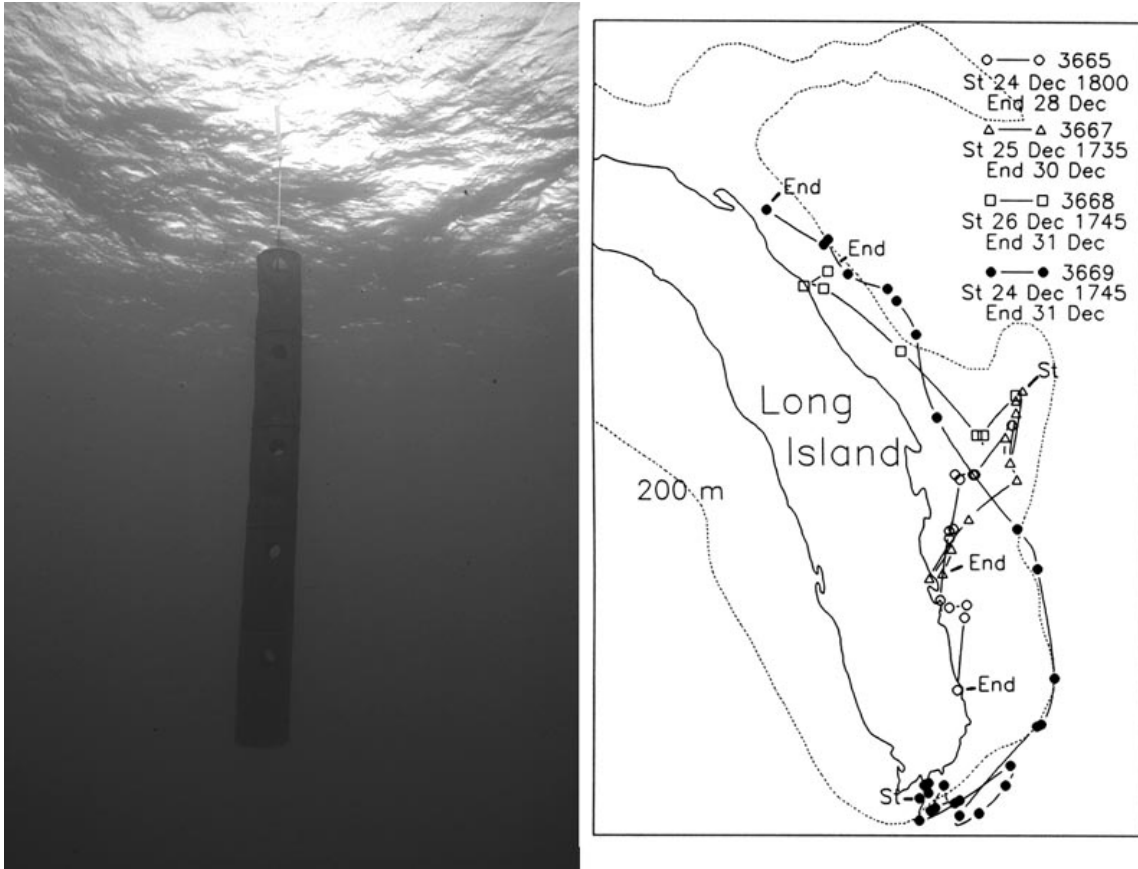 3665
St 24 Dec 1800
End 28 Dec
3667
St 25 Dec 1735
End 30 Dec
3668
St 26 Dec 1745
End 31 Dec
3669
St 24 Dec 1745
End 31 Dec
End
End
St
Long
Island
200 m
End
End
St